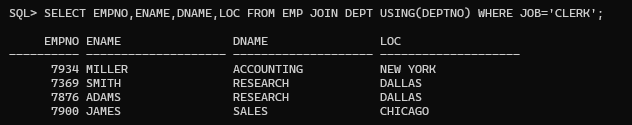 SQL> SELECT EMPNO,ENAME,DNAME,LOC FROM EMP JOIN DEPT USING(DEPTNO) WHERE JOB='CLERK';
EMPNO ENAME DNAME LOC
---------- -------------------- -------------------- --------------------
7934 MILLER ACCOUNTING NEW YORK
7369 SMITH RESEARCH DALLAS
7876 ADAMS RESEARCH DALLAS
7900 JAMES SALES CHICAGO